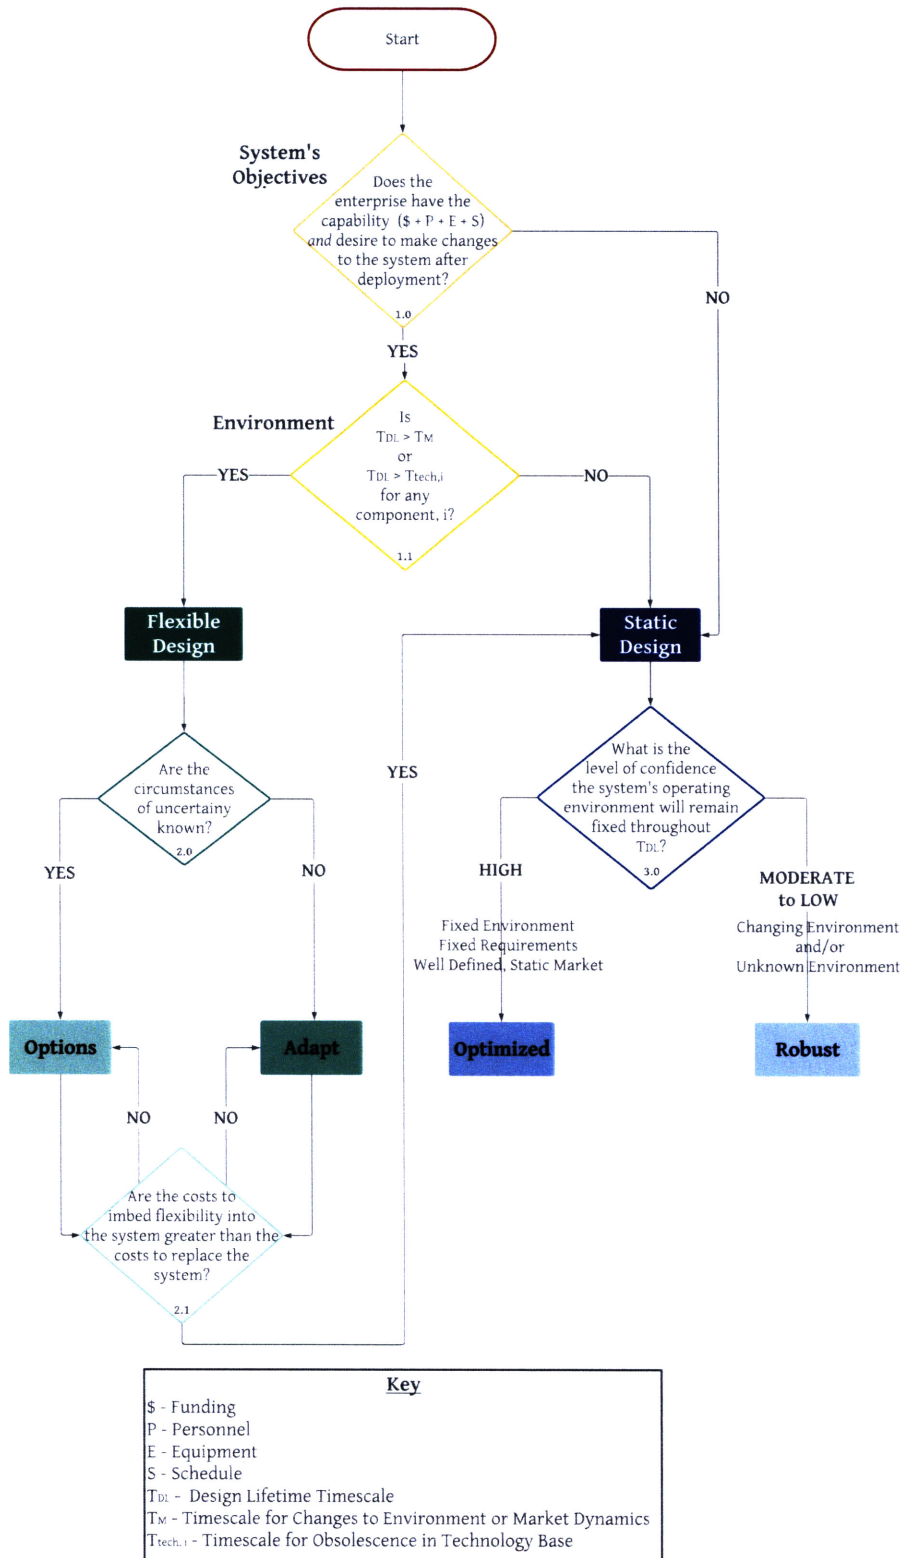 Start
System's
Objectives
Does the
enterprise have the
capability ($ + P + E + S)
and desire to make changes
to the system after
deployment?
1.0
NO
YES
Environment
Is
TDL > TM
or
TDL > Ttech,i
for any
component, i?
1.1
YES
NO
Flexible
Design
Static
Design
Are the
circumstances
of uncertainy
known?
2.0
YES
NO
YES
What is the
level of confidence
the system's operating
environment will remain
fixed throughout
TDL?
3.0
HIGH
Fixed Environment
Fixed Requirements
Well Defined, Static Market
MODERATE
to LOW
Changing Environment
and/or
Unknown Environment
Options
Adapt
Optimized
Robust
NO
NO
Are the costs to
imbed flexibility into
the system greater than the
costs to replace the
system?
2.1
Key
$ - Funding
P - Personnel
E - Equipment
S - Schedule
TDL - Design Lifetime Timescale
TM - Timescale for Changes to Environment or Market Dynamics
Ttech, i - Timescale for Obsolescence in Technology Base